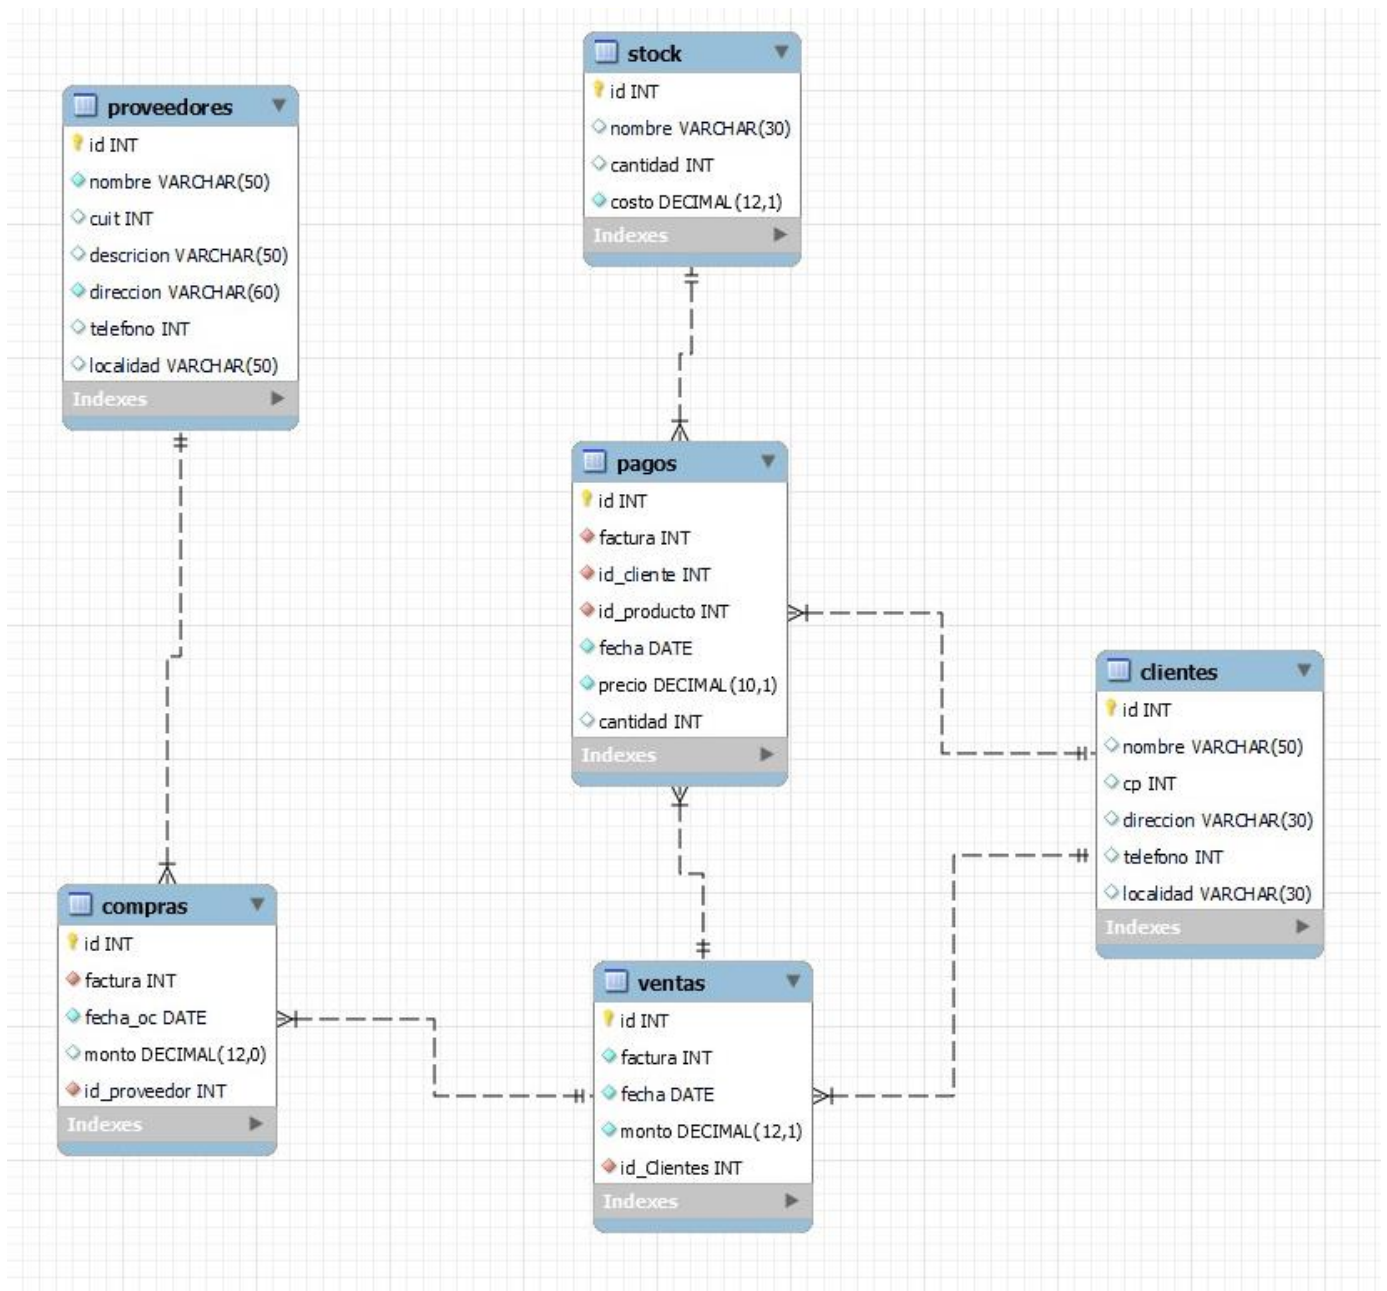 stock
id INT
nombre VARCHAR(30)
cantidad INT
costo DECIMAL(12,1)
Indexes
proveedores
id INT
nombre VARCHAR(50)
cuit INT
descricion VARCHAR(50)
direccion VARCHAR(60)
telefono INT
localidad VARCHAR(50)
Indexes
pagos
id INT
factura INT
id_cliente INT
id_producto INT
fecha DATE
precio DECIMAL(10,1)
cantidad INT
Indexes
clientes
id INT
nombre VARCHAR(50)
cp INT
direccion VARCHAR(30)
telefono INT
localidad VARCHAR(30)
Indexes
compras
id INT
factura INT
fecha_oc DATE
monto DECIMAL(12,0)
id_proveedor INT
Indexes
ventas
id INT
factura INT
fecha DATE
monto DECIMAL(12,1)
id_Clientes INT
Indexes